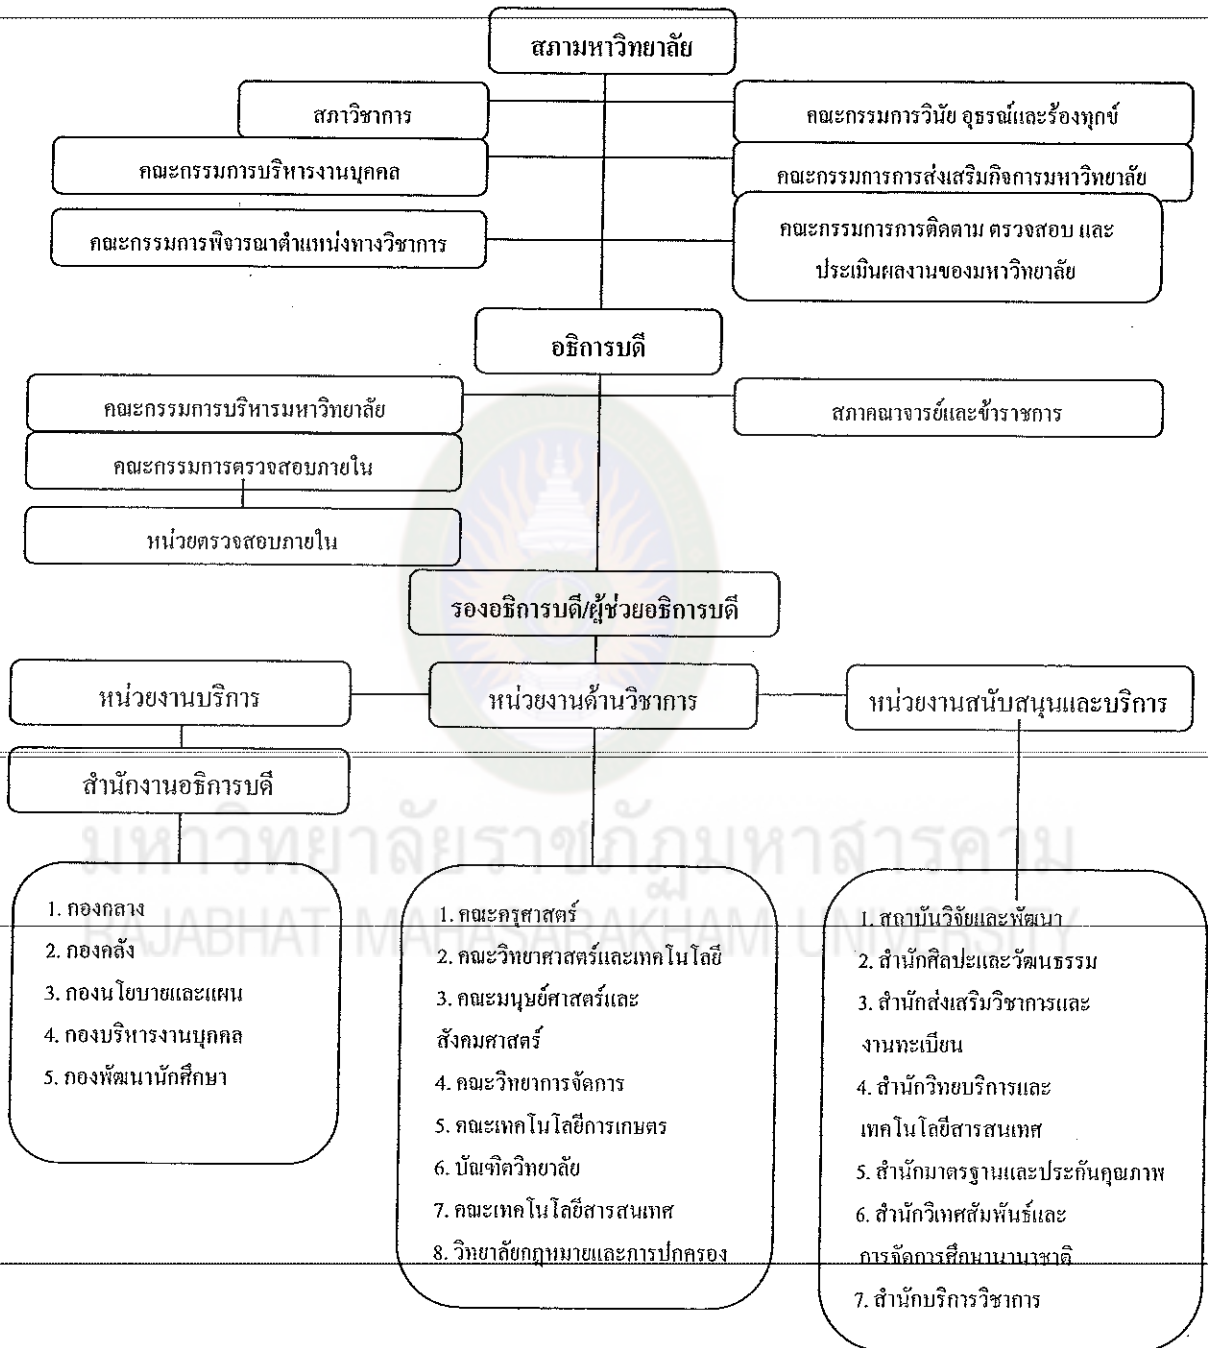 สภามหาวิทยาลัย
สภาวิชาการ
คณะกรรมการวินัย อุธรณ์และร้องทุกข์
คณะกรรมการบริหารงานบุคคล
คณะกรรมการการส่งเสริมกิจการมหาวิทยาลัย
คณะกรรมการพิจารณาตำแหน่งทางวิชาการ
คณะกรรมการการติดตาม ตรวจสอบ และ
ประเมินผลงานของมหาวิทยาลัย
อธิการบดี
คณะกรรมการบริหารมหาวิทยาลัย
สภาคณาจารย์และข้าราชการ
คณะกรรมการตรวจสอบภายใน
หน่วยตรวจสอบภายใน
รองอธิการบดี/ผู้ช่วยอธิการบดี
หน่วยงานบริการ
หน่วยงานด้านวิชาการ
หน่วยงานสนับสนุนและบริการ
สำนักงานอธิการบดี
มหาวิทยาลัยราชภัฏมหาสารคาม
RAJABHAT MAHASARAKHAM UNIVERSITY
1. กองกลาง
2. กองคลัง
3. กองนโยบายและแผน
4. กองบริหารงานบุคคล
5. กองพัฒนานักศึกษา
1. คณะครุศาสตร์
2. คณะวิทยาศาสตร์และเทคโนโลยี
3. คณะมนุษย์ศาสตร์และ
สังคมศาสตร์
4. คณะวิทยาการจัดการ
5. คณะเทคโนโลยีการเกษตร
6. บัณฑิตวิทยาลัย
7. คณะเทคโนโลยีสารสนเทศ
8. วิทยาลัยกฎหมายและการปกครอง
1. สถาบันวิจัยและพัฒนา
2. สำนักศิลปะและวัฒนธรรม
3. สำนักส่งเสริมวิชาการและ
งานทะเบียน
4. สำนักวิทยบริการและ
เทคโนโลยีสารสนเทศ
5. สำนักมาตรฐานและประกันคุณภาพ
6. สำนักวิเทศสัมพันธ์และ
การจัดการศึกษานานาชาติ
7. สำนักบริการวิชาการ